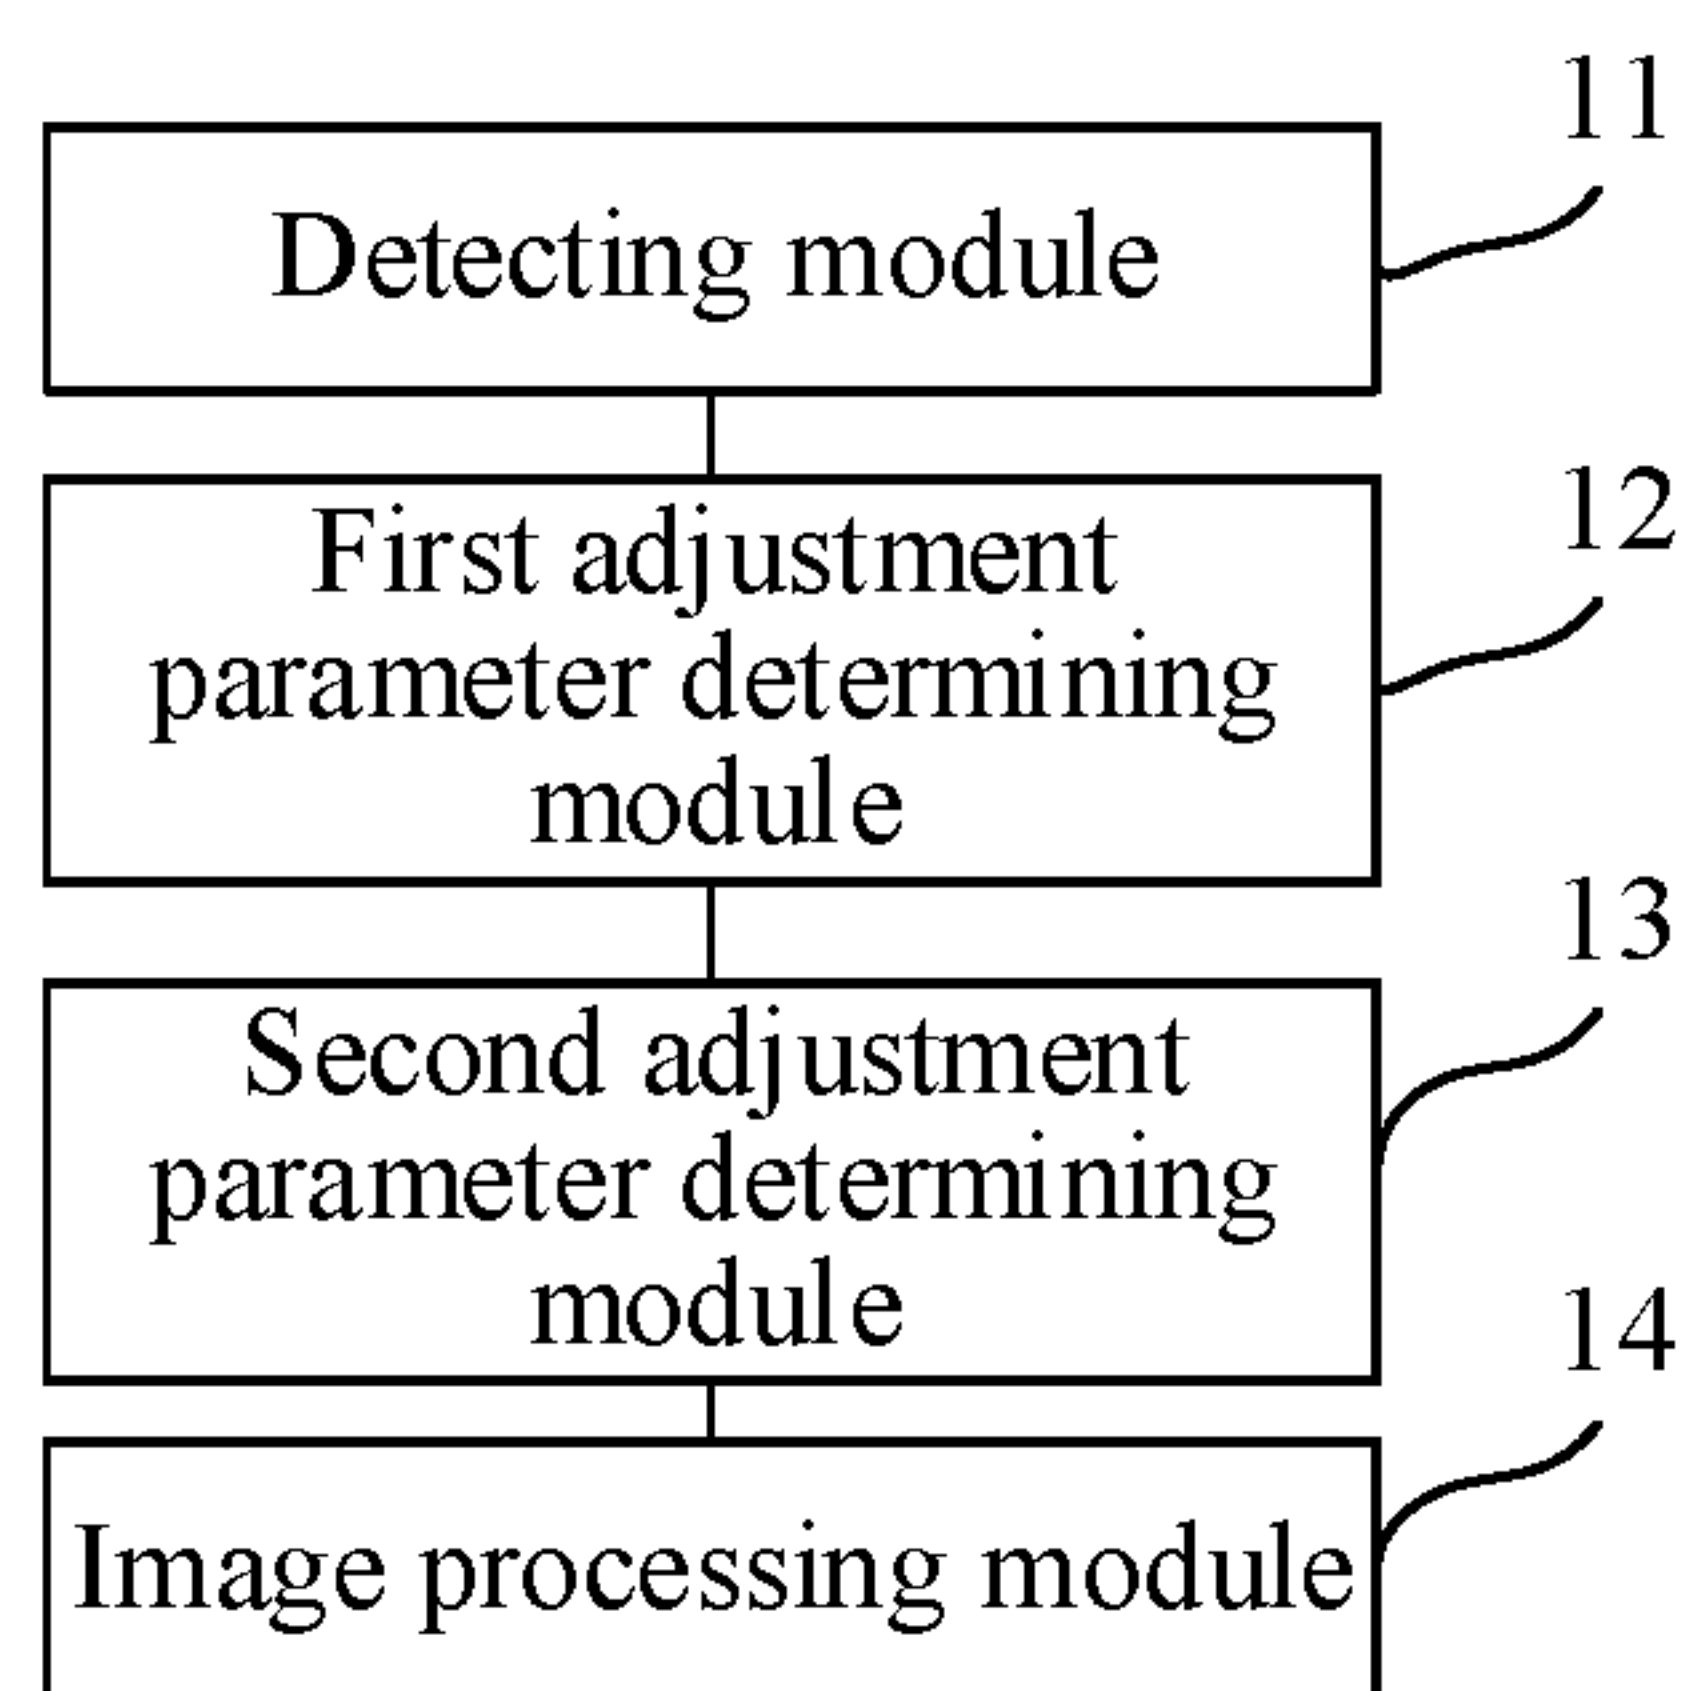 11
Detecting module
12
First adjustment
parameter determining
module
13
Second adjustment
parameter determining
module
14
Image processing module